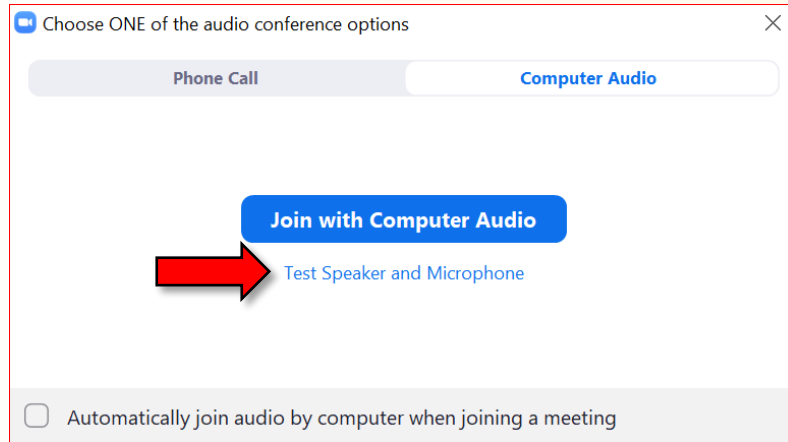 Choose ONE of the audio conference options
Phone Call
Computer Audio
Join with Computer Audio
Test Speaker and Microphone
Automatically join audio by computer when joining a meeting